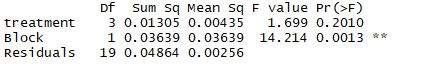 Df Sum Sq Mean Sq F value Pr(>F)
treatment 3 0.01305 0.00435 1.699 0.2010
Block 1 0.03639 0.03639 14.214 0.0013 **
Residuals 19 0.04864 0.00256